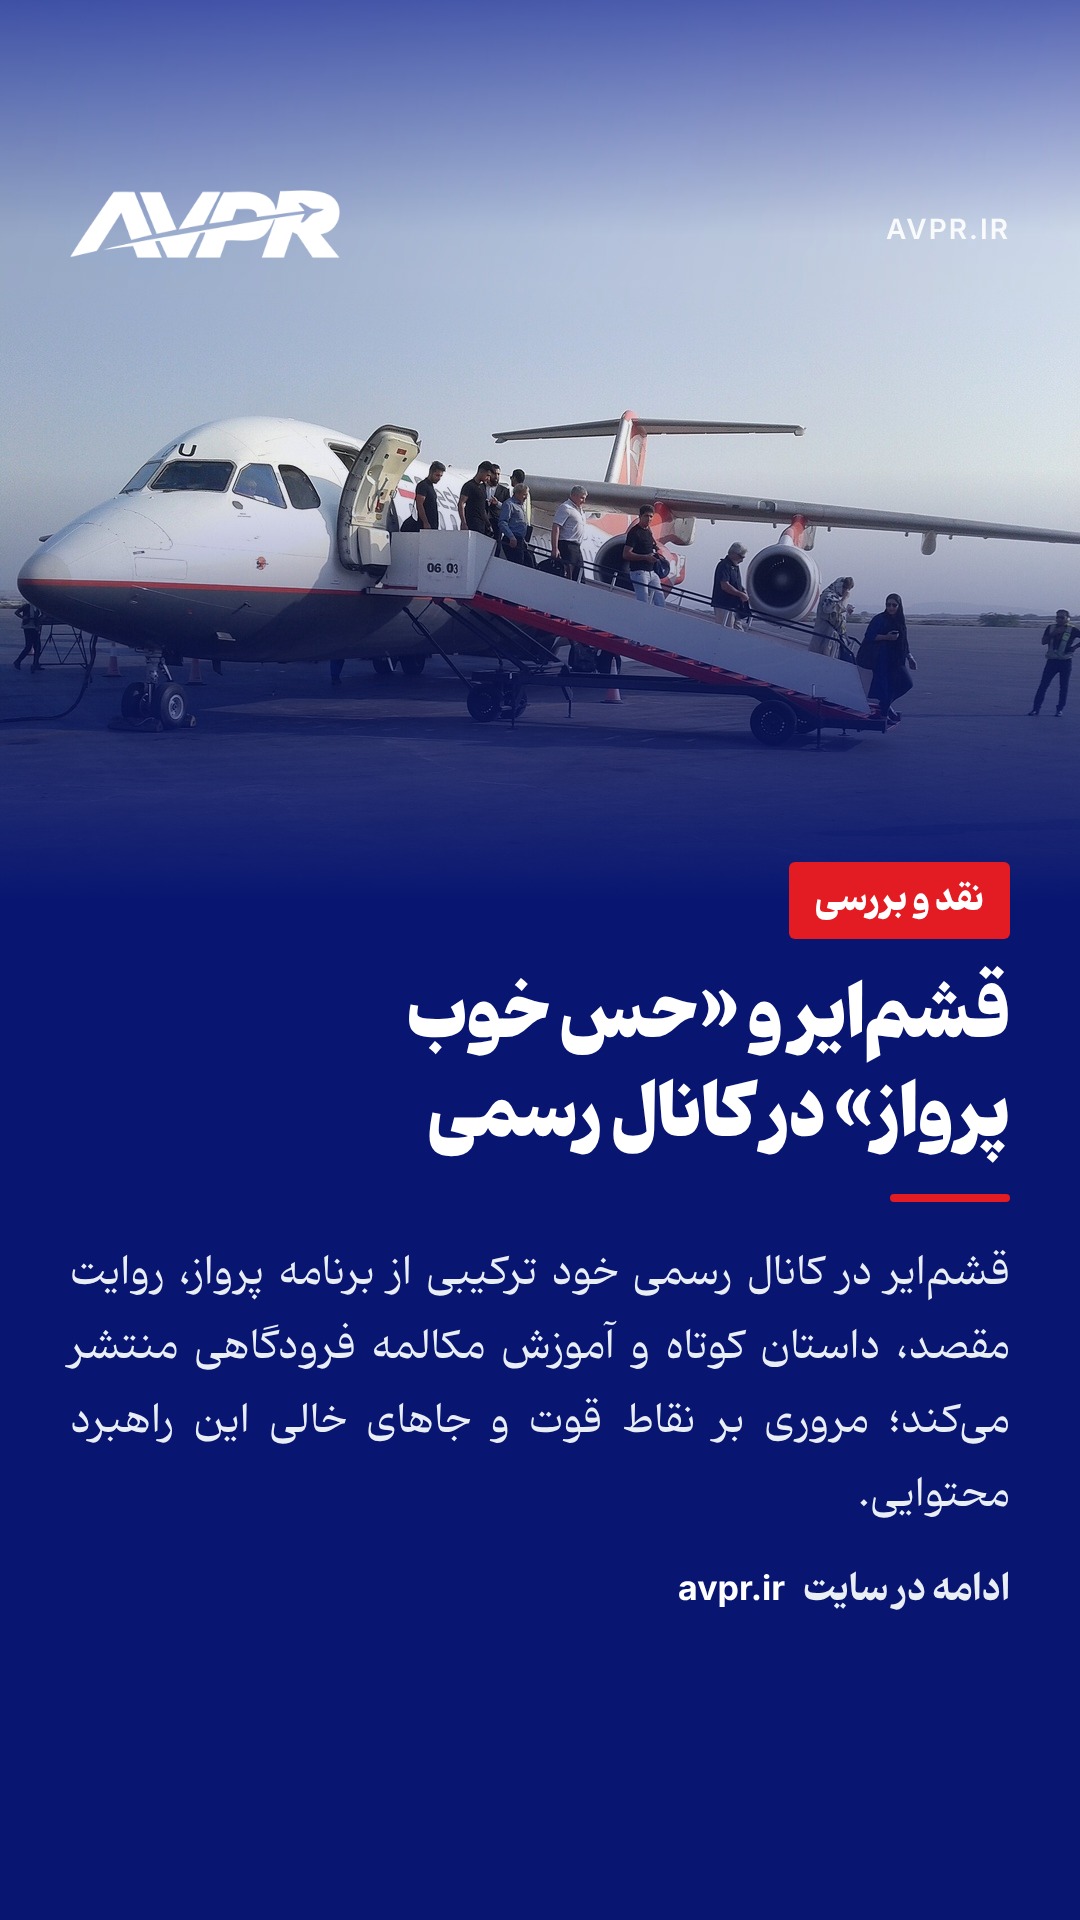 AVPR
AVPR.IR
06.03
نقد و بررسی
قشم‌ایر و «حس خوب
پرواز» در کانال رسمی
قشم‌ایر در کانال رسمی خود ترکیبی از برنامه پرواز، روایت
مقصد، داستان کوتاه و آموزش مکالمه فرودگاهی منتشر
می‌کند؛ مروری بر نقاط قوت و جاهای خالی این راهبرد
محتوایی.
ادامه در سایت avpr.ir